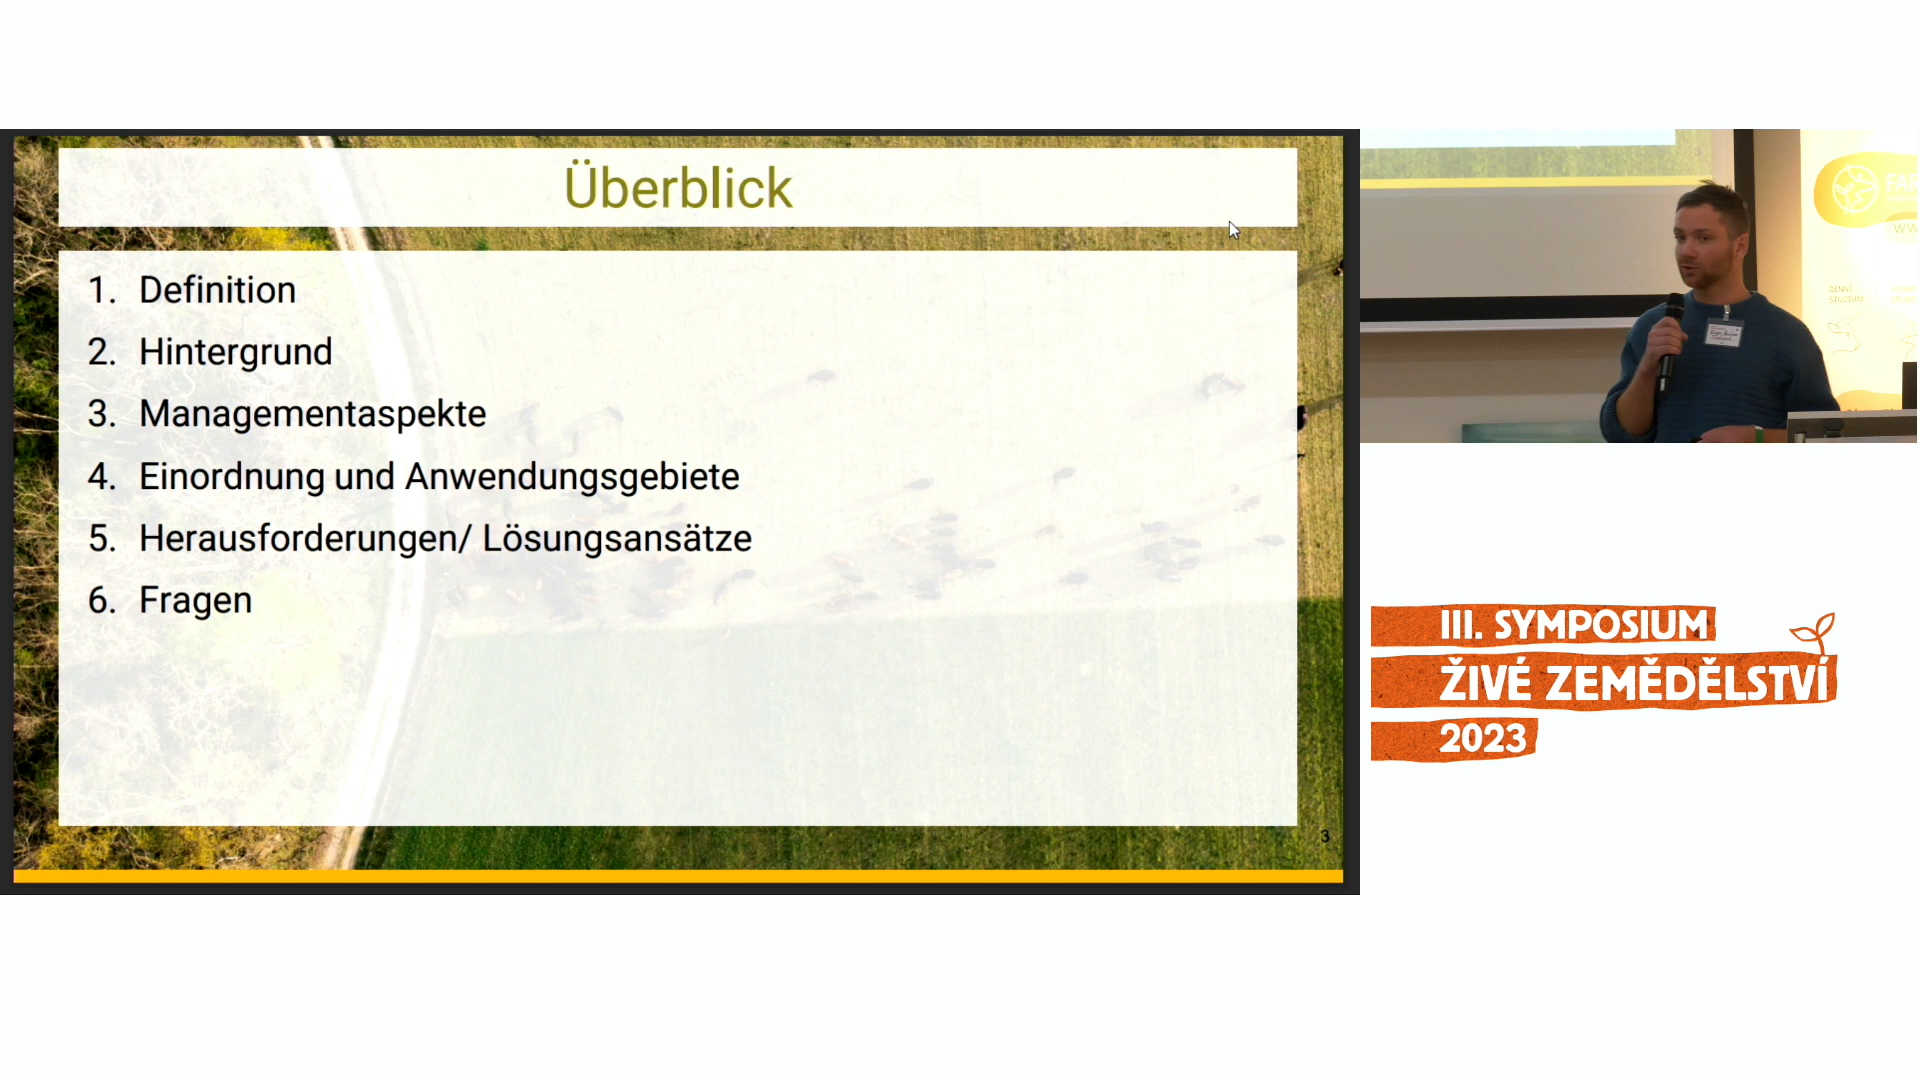 Überblick
1. Definition
2. Hintergrund
3. Managementaspekte
4. Einordnung und Anwendungsgebiete
5. Herausforderungen/ Lösungsansätze
6. Fragen
3
III. SYMPOSIUM
ŽIVÉ ZEMĚDĚLSTVÍ
2023